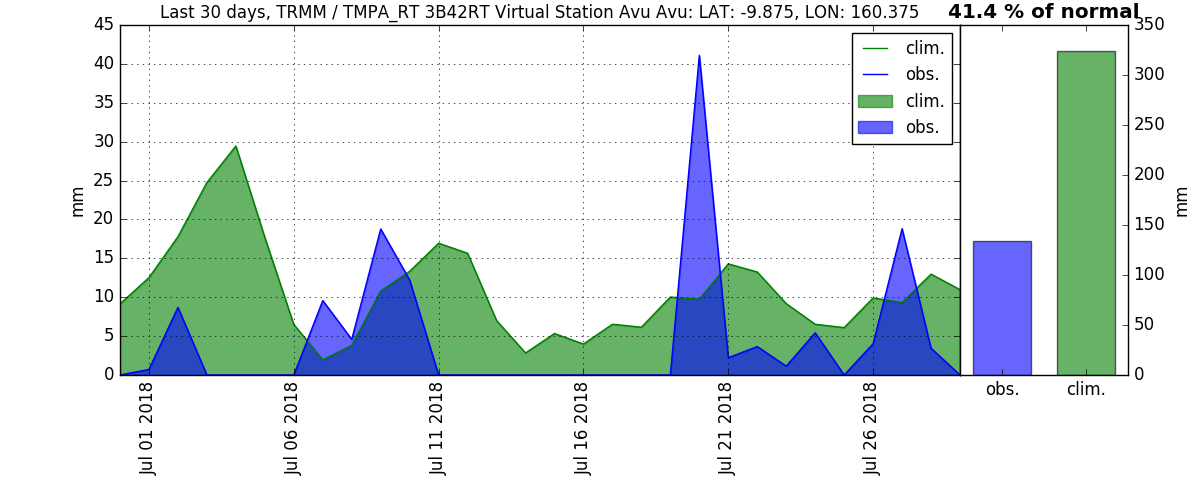 Last 30 days, TRMM / TMPA_RT 3B42RT Virtual Station Avu Avu: LAT: -9.875, LON: 160.375
41.4 % of normal
45
40
35
30
25
20
15
10
5
0
mm
clim.
obs.
clim.
obs.
Jul 01 2018
Jul 06 2018
Jul 11 2018
Jul 16 2018
Jul 21 2018
Jul 26 2018
350
300
250
200
150
100
50
0
mm
obs.
clim.